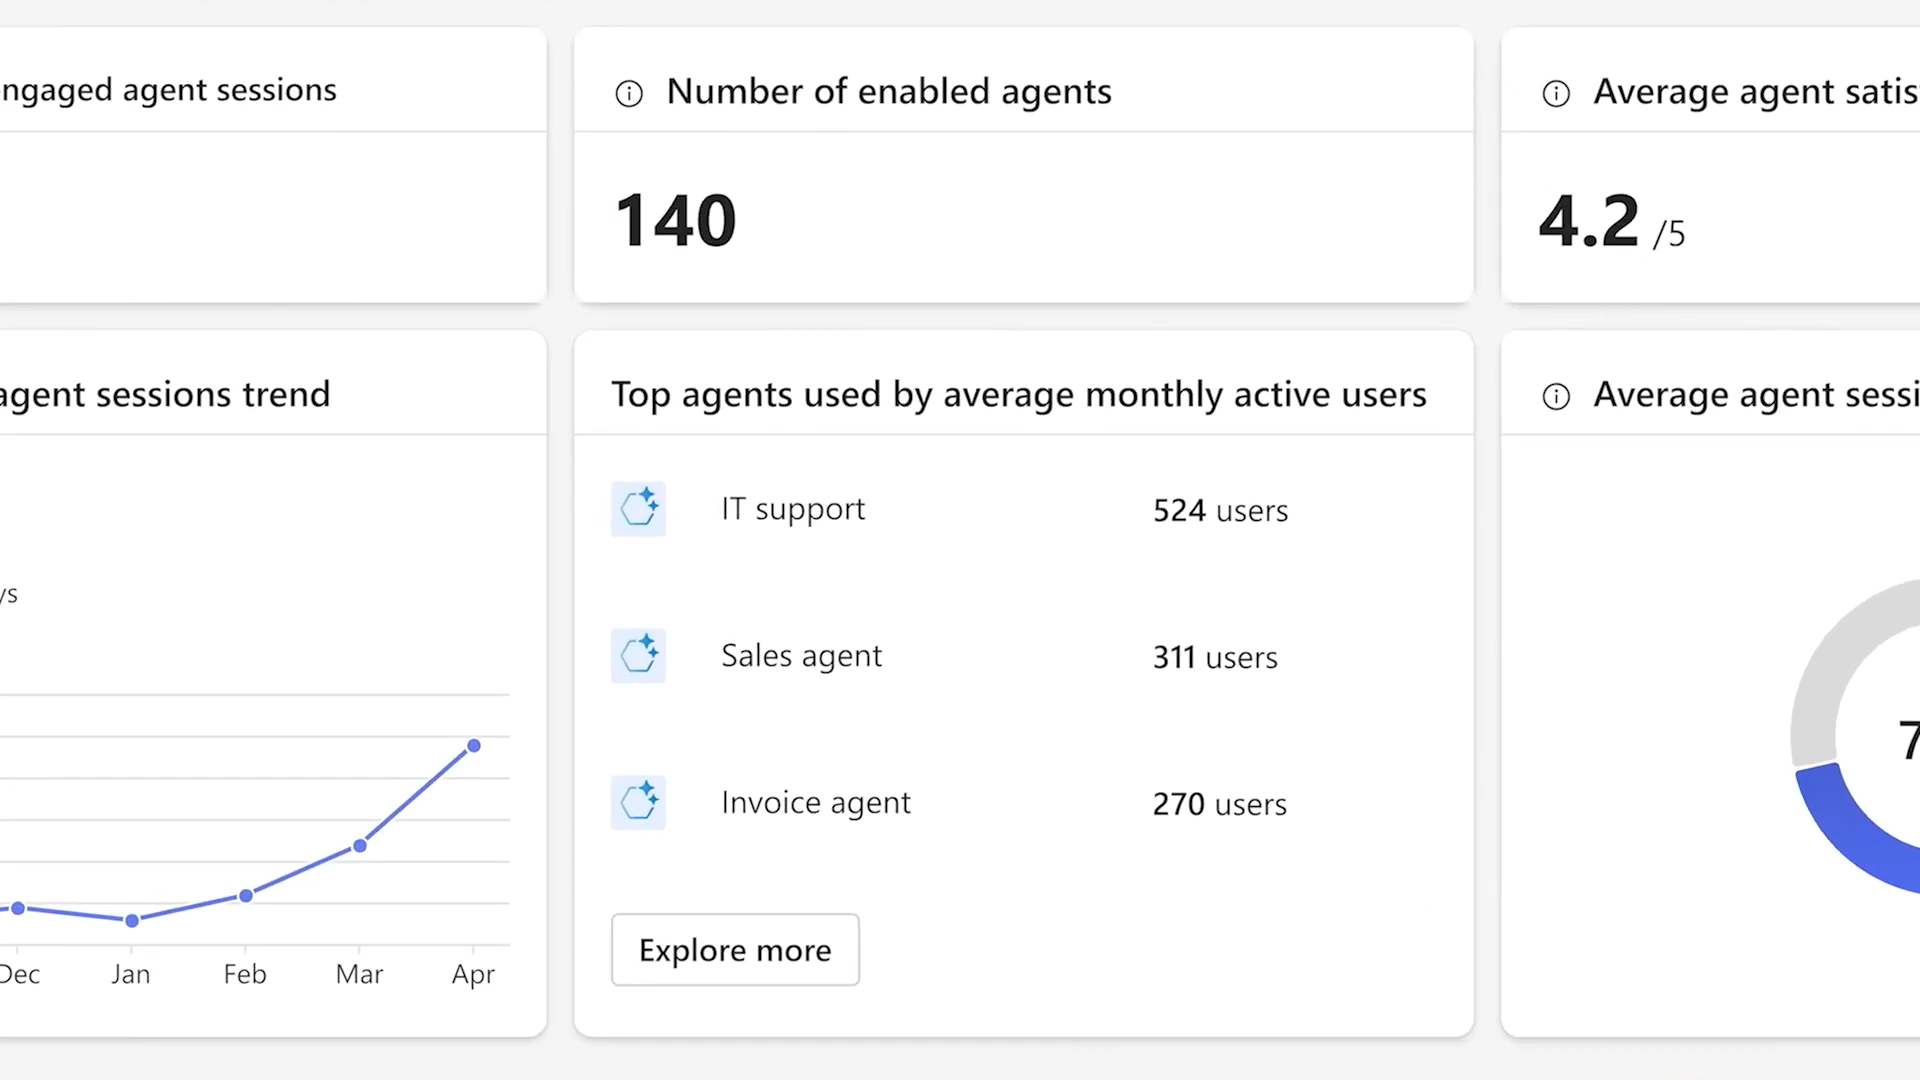 ngaged agent sessions
Number of enabled agents
140
Average agent satis
4.2 /5
agent sessions trend
ys
Dec Jan Feb Mar Apr
Top agents used by average monthly active users
IT support 524 users
Sales agent 311 users
Invoice agent 270 users
Explore more
Average agent sessi
7